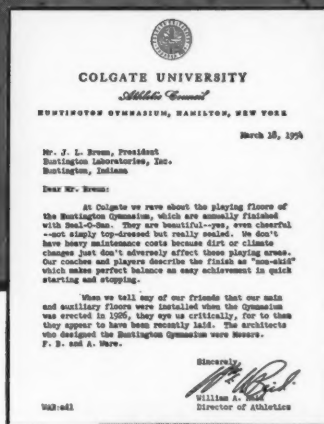 COLGATE UNIVERSITY
Athletic Council
HUNTINGTON GYMNASIUM, HAMILTON, NEW YORK
March 18, 1954
Mr. J. L. Brenn, President
Huntington Laboratories, Inc.
Huntington, Indiana
Dear Mr. Brenn:
At Colgate we rave about the playing floors of
the Huntington Gymnasium, which are annually finished
with Seal-O-San. They are beautiful--yes, even cheerful
--not simply top-dressed but really sealed. We don't
have heavy maintenance costs because dirt or climate
changes just don't adversely affect these playing areas.
Our coaches and players describe the finish as "non-skid"
which makes perfect balance an easy achievement in quick
starting and stopping.
When we tell any of our friends that our main
and auxiliary floors were installed when the Gymnasium
was erected in 1926, they eye us critically, for to them
they appear to have been recently laid. The architects
who designed the Huntington Gymnasium were Messrs.
F. B. and A. Ware.
Sincerely,
Wm. A. Reid
William A. Reid
Director of Athletics
WAR:edl